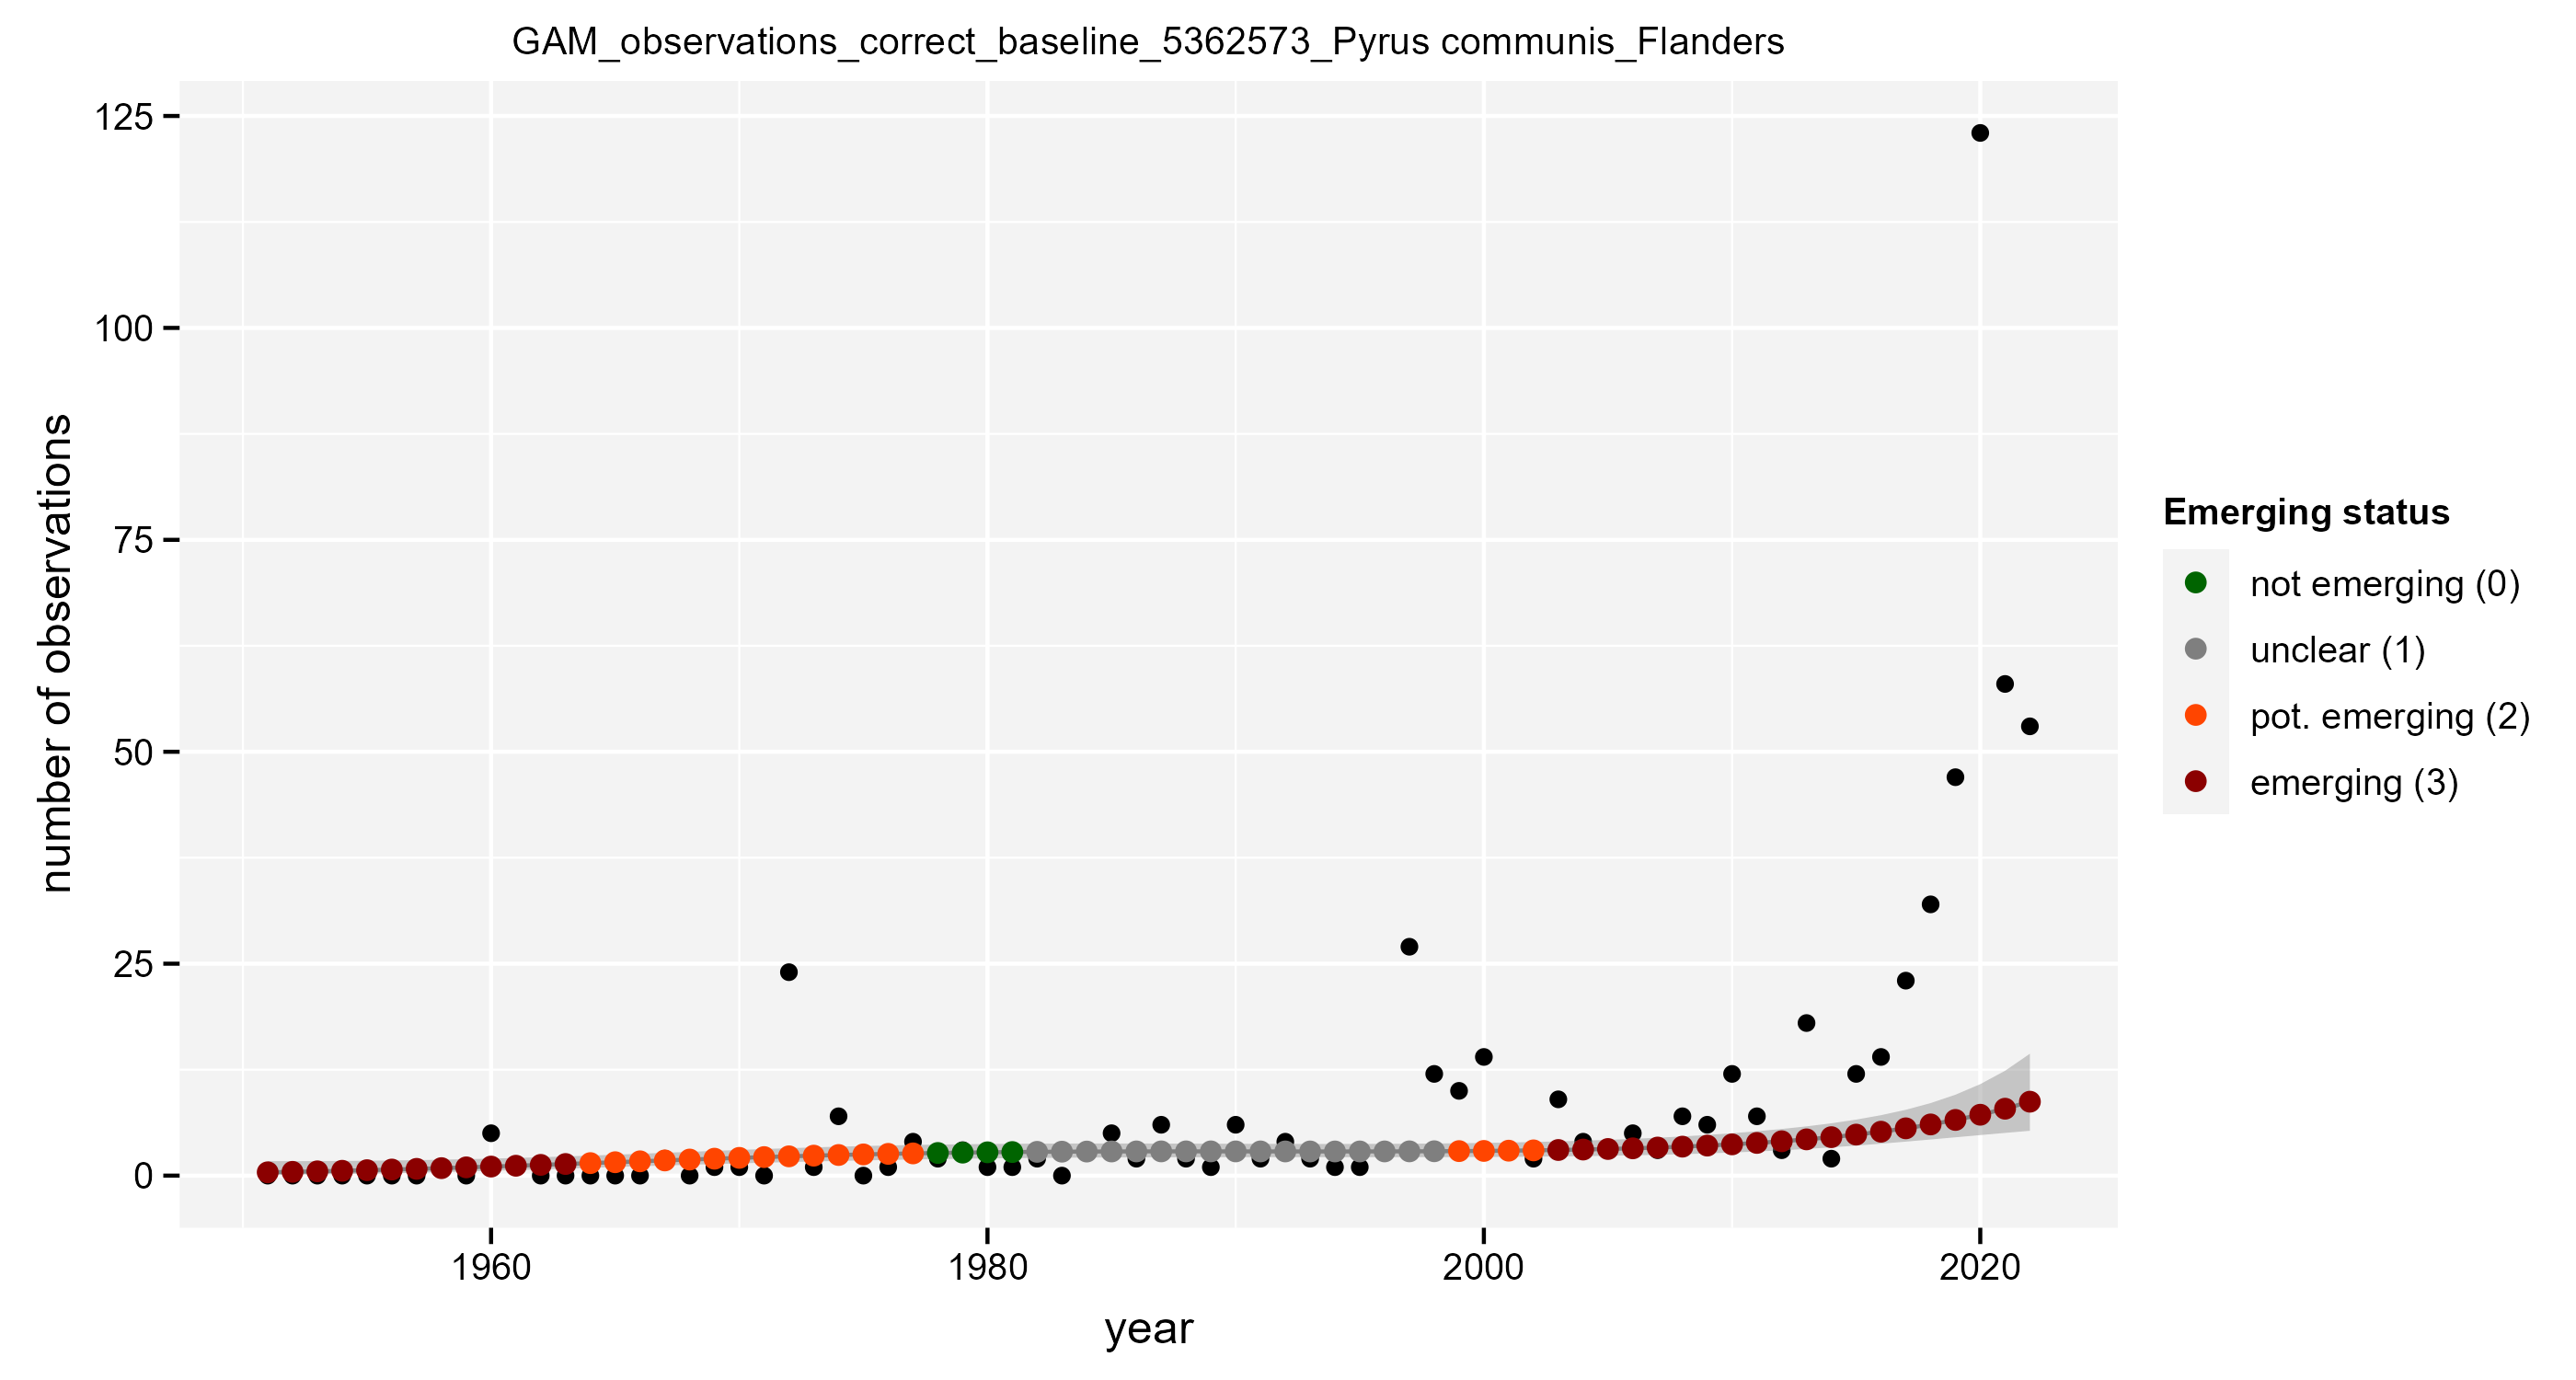 GAM_observations_correct_baseline_5362573_Pyrus communis_Flanders
125
100
75
50
25
0
number of observations
1960
1980
2000
2020
year
Emerging status
not emerging (0)
unclear (1)
pot. emerging (2)
emerging (3)